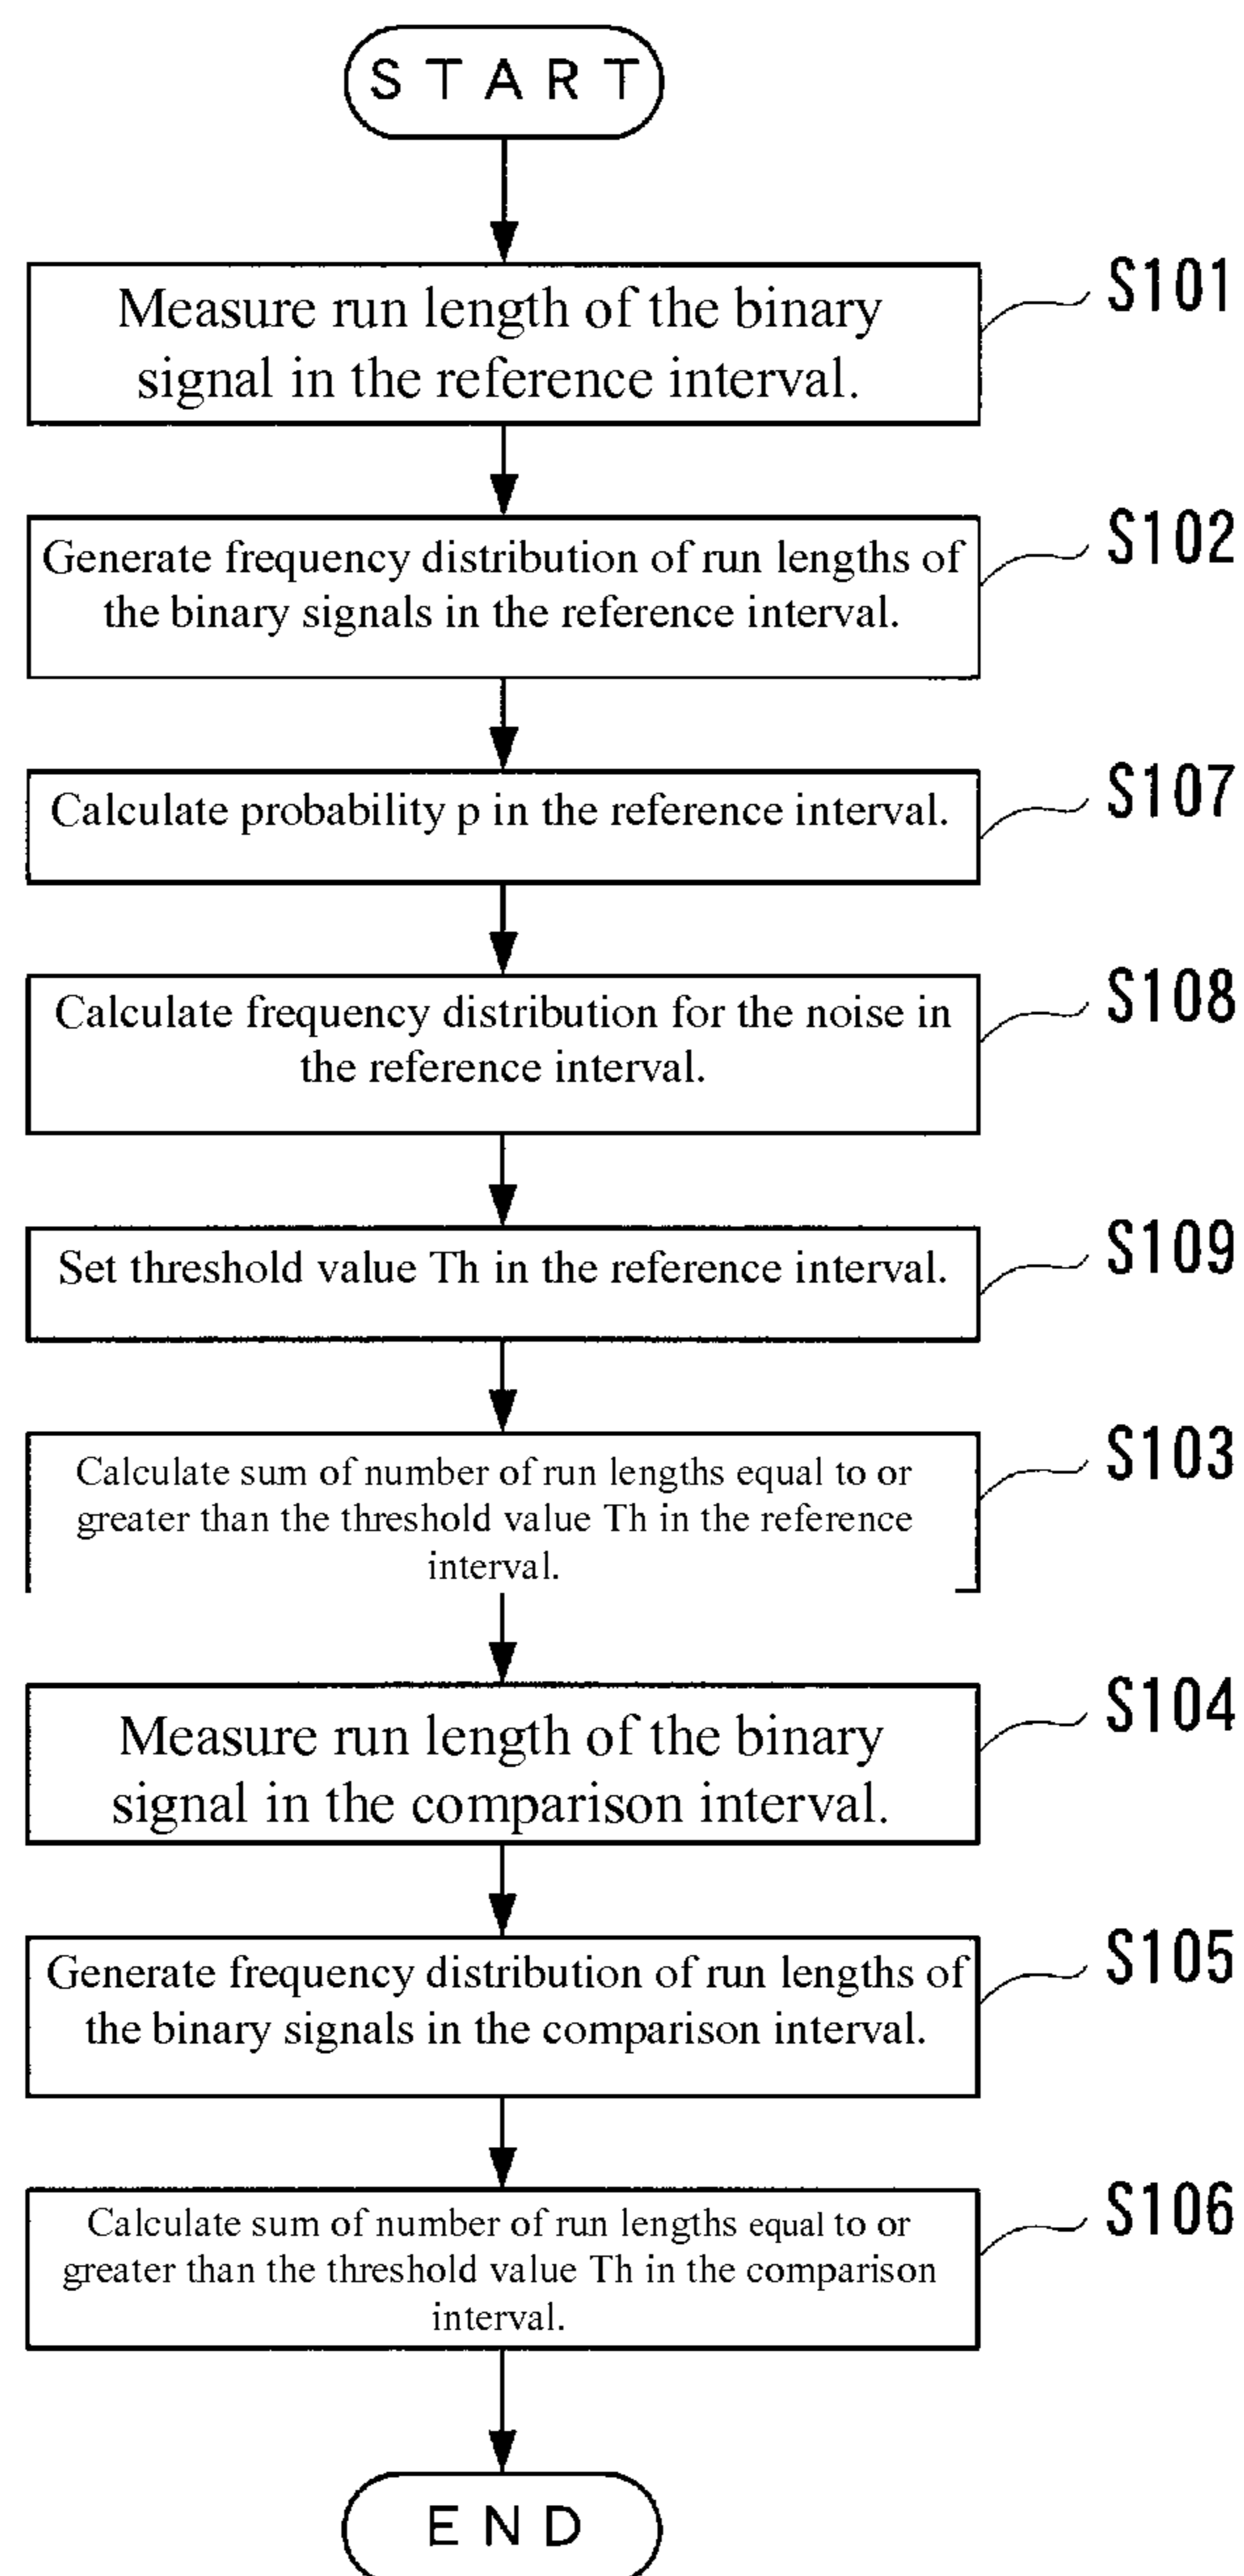 START
Measure run length of the binary
signal in the reference interval.
S101
Generate frequency distribution of run lengths of
the binary signals in the reference interval.
S102
Calculate probability p in the reference interval.
S107
Calculate frequency distribution for the noise in
the reference interval.
S108
Set threshold value Th in the reference interval.
S109
Calculate sum of number of run lengths equal to or
greater than the threshold value Th in the reference
interval.
S103
Measure run length of the binary
signal in the comparison interval.
S104
Generate frequency distribution of run lengths of
the binary signals in the comparison interval.
S105
Calculate sum of number of run lengths equal to or
greater than the threshold value Th in the comparison
interval.
S106
END